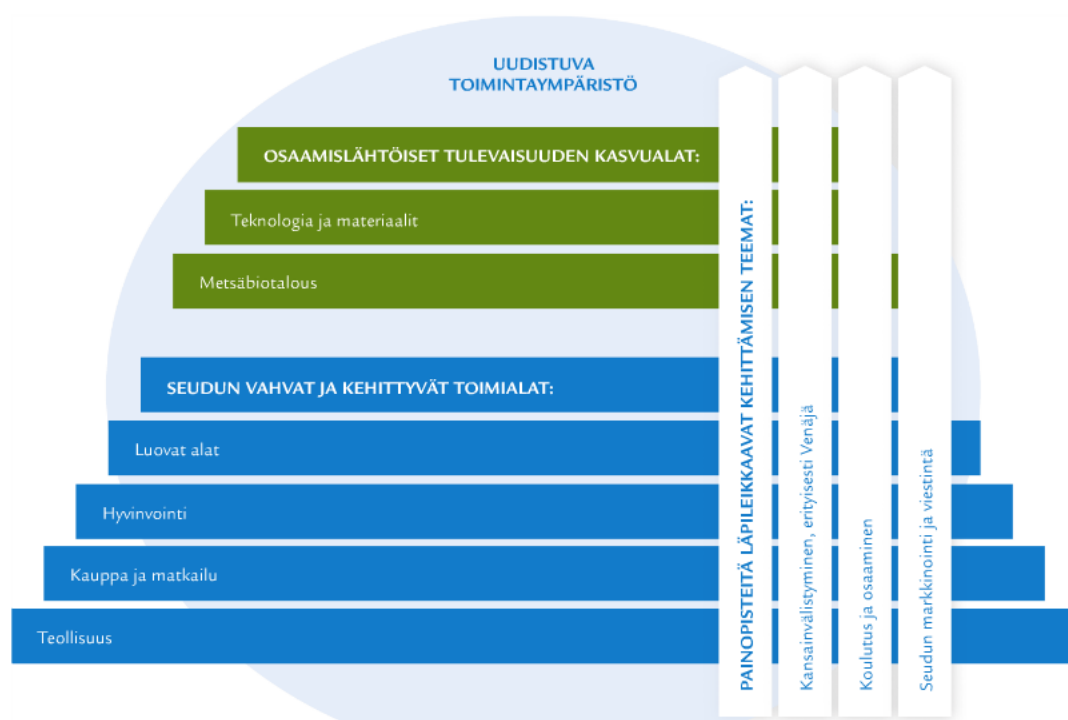 UUDISTUVA
TOIMINTAYMPÄRISTÖ
OSAAMISLÄHTÖISET TULEVAISUUDEN KASVUALAT:
Teknologia ja materiaalit
Metsäbiotalous
SEUDUN VAHVAT JA KEHITTYVÄT TOIMIALAT:
Luovat alat
Hyvinvointi
Kauppa ja matkailu
Teollisuus
PAINOPISTEITÄ LÄPILEIKKAAVAT KEHITTÄMISEN TEEMAT:
Kansainvälistyminen, erityisesti Venäjä
Koulutus ja osaaminen
Seudun markkinointi ja viestintä